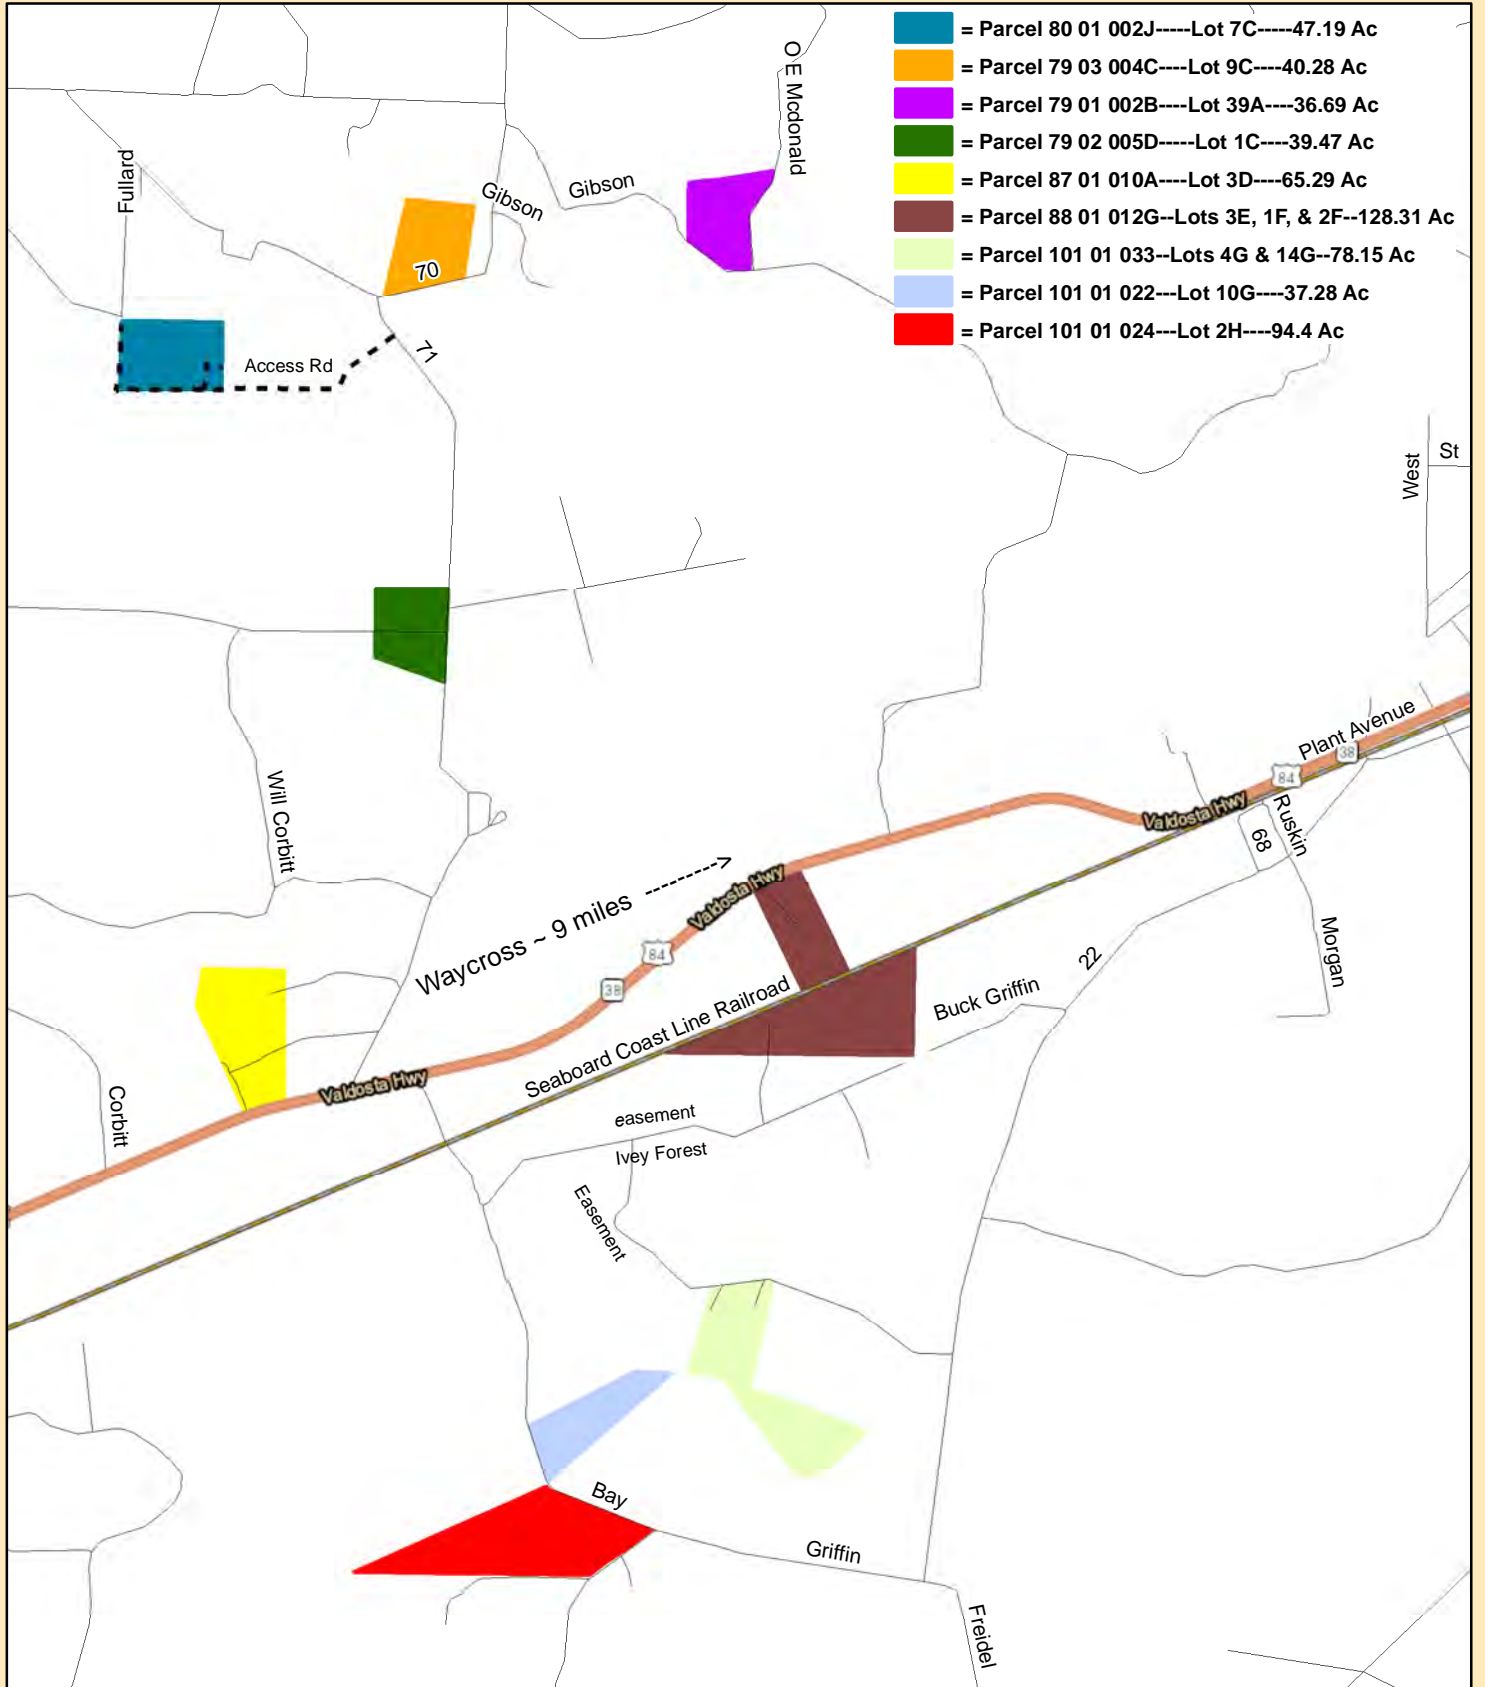 = Parcel 80 01 002J-----Lot 7C-----47.19 Ac
= Parcel 79 03 004C----Lot 9C----40.28 Ac
= Parcel 79 01 002B----Lot 39A----36.69 Ac
= Parcel 79 02 005D-----Lot 1C----39.47 Ac
= Parcel 87 01 010A----Lot 3D----65.29 Ac
= Parcel 88 01 012G--Lots 3E, 1F, & 2F--128.31 Ac
= Parcel 101 01 033--Lots 4G & 14G--78.15 Ac
= Parcel 101 01 022---Lot 10G----37.28 Ac
= Parcel 101 01 024---Lot 2H----94.4 Ac
O E Mcdonald
Fullard
Gibson
Gibson
70
71
Access Rd
West
St
Plant Avenue
38
84
Valdosta Hwy
Ruskin
68
Will Corbitt
Waycross ~ 9 miles
Valdosta Hwy
84
38
Morgan
22
Buck Griffin
Seaboard Coast Line Railroad
Valdosta Hwy
Corbitt
easement
Ivey Forest
Easement
Bay
Griffin
Freidel